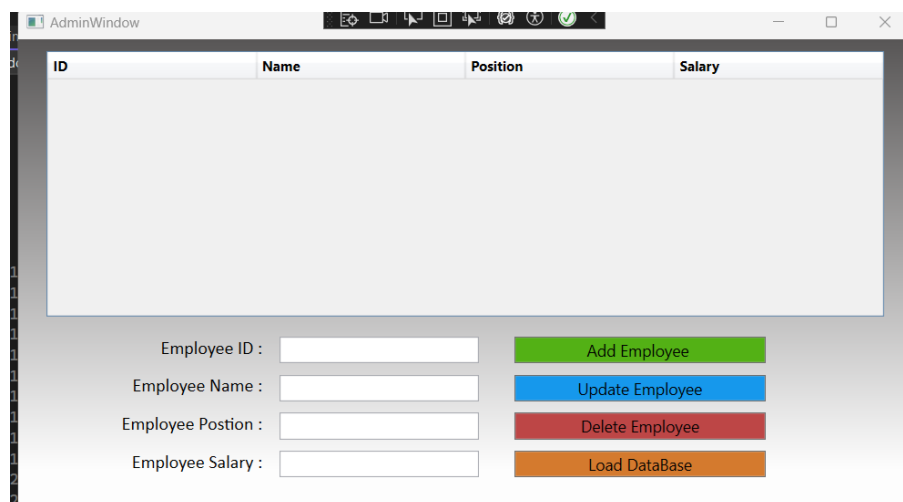 AdminWindow
ID Name Position Salary
Employee ID : Add Employee
Employee Name : Update Employee
Employee Postion : Delete Employee
Employee Salary : Load DataBase